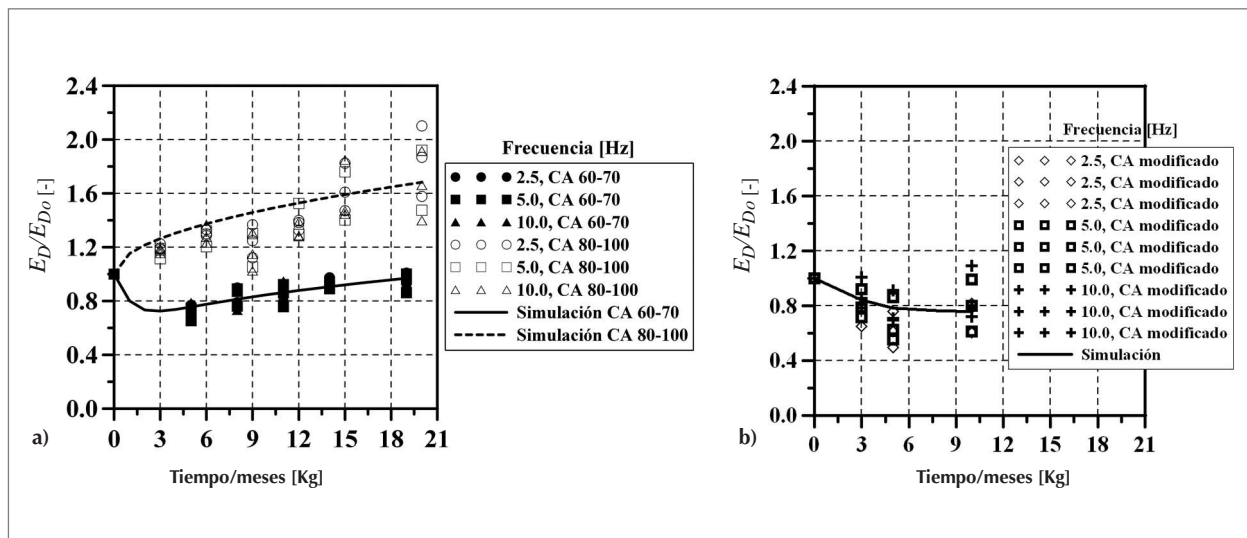 2.4
2.0
1.6
1.2
0.8
0.4
0.0
E_D/E_Do [-]
0 3 6 9 12 15 18 21
a)
Tiempo/meses [Kg]
Frecuencia [Hz]
2.5, CA 60-70
5.0, CA 60-70
10.0, CA 60-70
2.5, CA 80-100
5.0, CA 80-100
10.0, CA 80-100
Simulación CA 60-70
Simulación CA 80-100
2.4
2.0
1.6
1.2
0.8
0.4
0.0
E_D/E_Do [-]
0 3 6 9 12 15 18 21
b)
Tiempo/meses [Kg]
Frecuencia [Hz]
2.5, CA modificado
2.5, CA modificado
2.5, CA modificado
5.0, CA modificado
5.0, CA modificado
5.0, CA modificado
10.0, CA modificado
10.0, CA modificado
10.0, CA modificado
Simulación